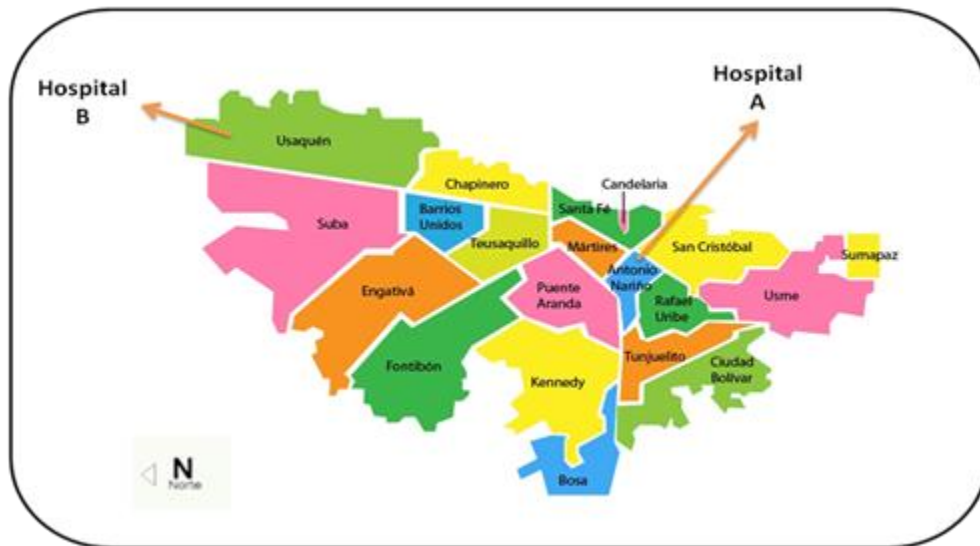 Hospital
B
Hospital
A
Usaquén
Chapinero
Candelaria
Santa Fé
Suba
Barrios
Unidos
Teusaquillo
Mártires
San Cristóbal
Sumapaz
Antonio
Nariño
Engativá
Puente
Aranda
Rafael
Uribe
Usme
Fontibón
Kennedy
Tunjuelito
Ciudad
Bolívar
Bosa
N
Norte